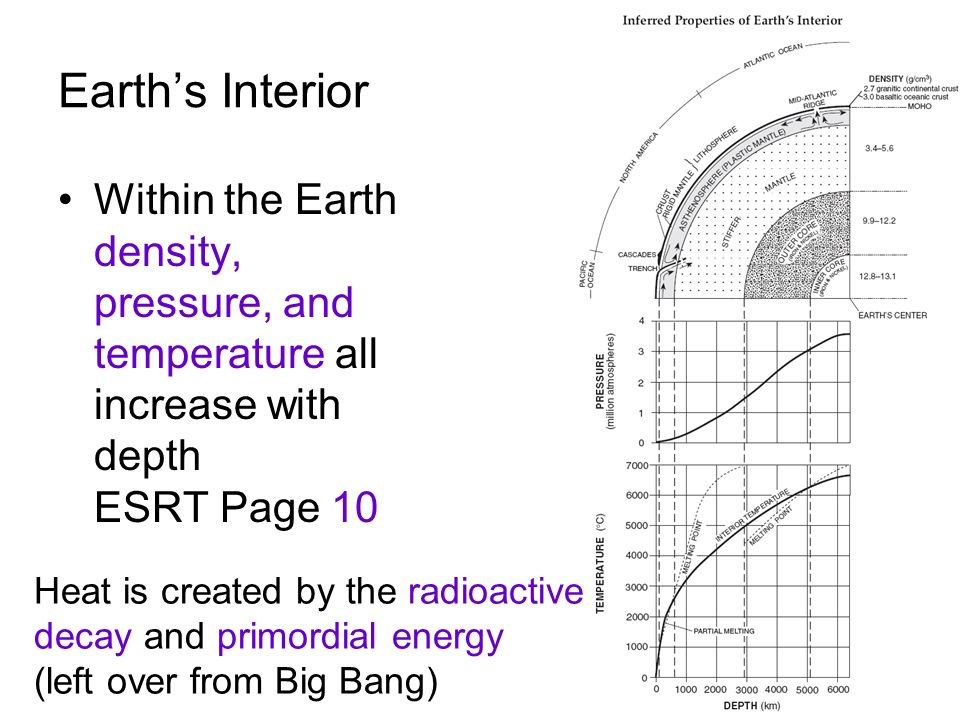 Inferred Properties of Earth's Interior
Earth's Interior
• Within the Earth
density,
pressure, and
temperature all
increase with
depth
ESRT Page 10
Heat is created by the radioactive
decay and primordial energy
(left over from Big Bang)
ATLANTIC OCEAN
NORTH AMERICA
PACIFIC
OCEAN
DENSITY (g/cm³)
2.7 granitic continental crust
3.0 basaltic oceanic crust
MOHO
MID-ATLANTIC
RIDGE
LITHOSPHERE
CRUST
RIGID MANTLE
ASTHENOSPHERE (PLASTIC MANTLE)
MANTLE
STIFFER
CASCADES
TRENCH
OUTER CORE
(IRON & NICKEL)
INNER CORE
(IRON & NICKEL)
3.4–5.6
9.9–12.2
12.8–13.1
EARTH'S CENTER
PRESSURE
(million atmospheres)
4
3
2
1
0
TEMPERATURE (°C)
7000
6000
5000
4000
3000
2000
1000
0
MELTING POINT
INTERIOR TEMPERATURE
MELTING POINT
PARTIAL MELTING
0 1000 2000 3000 4000 5000 6000
DEPTH (km)